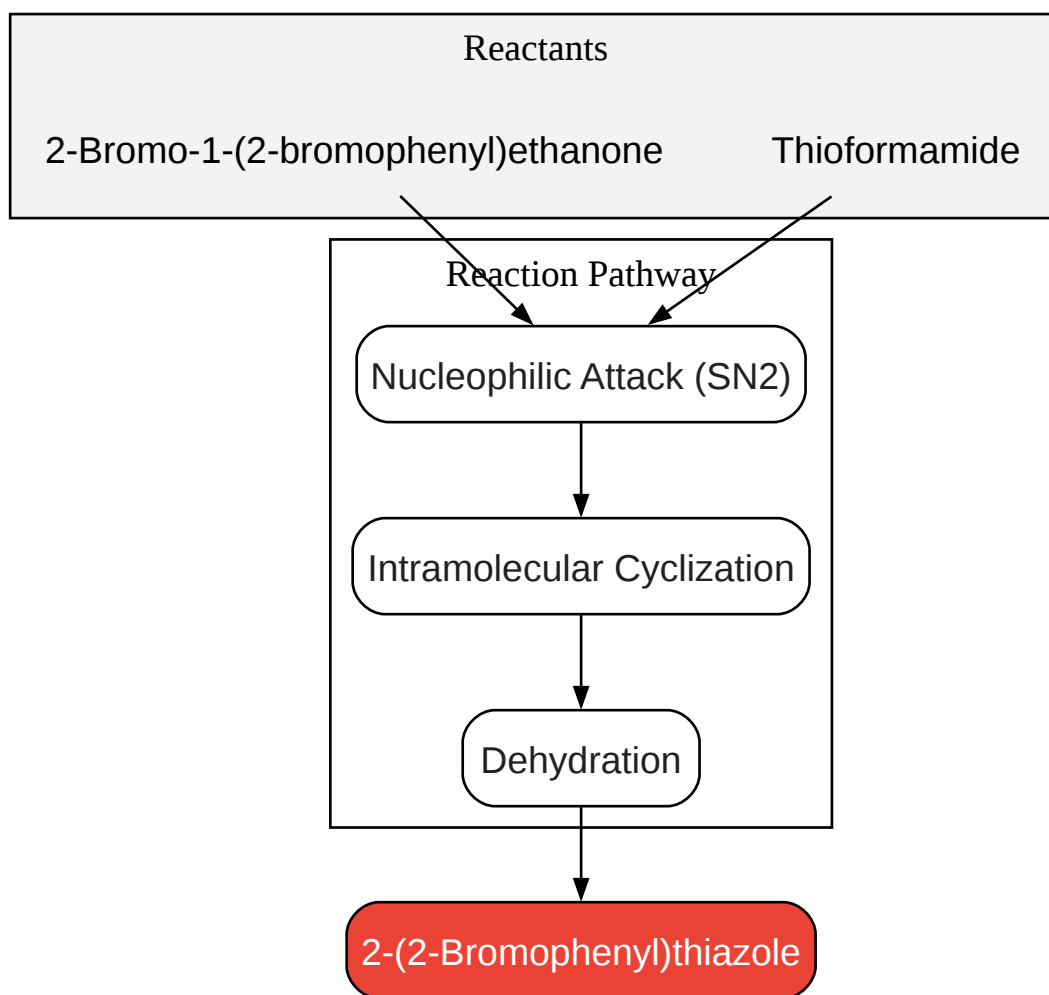 Reactants
2-Bromo-1-(2-bromophenyl)ethanone
Thioformamide
Reaction Pathway
Nucleophilic Attack (SN2)
Intramolecular Cyclization
Dehydration
2-(2-Bromophenyl)thiazole